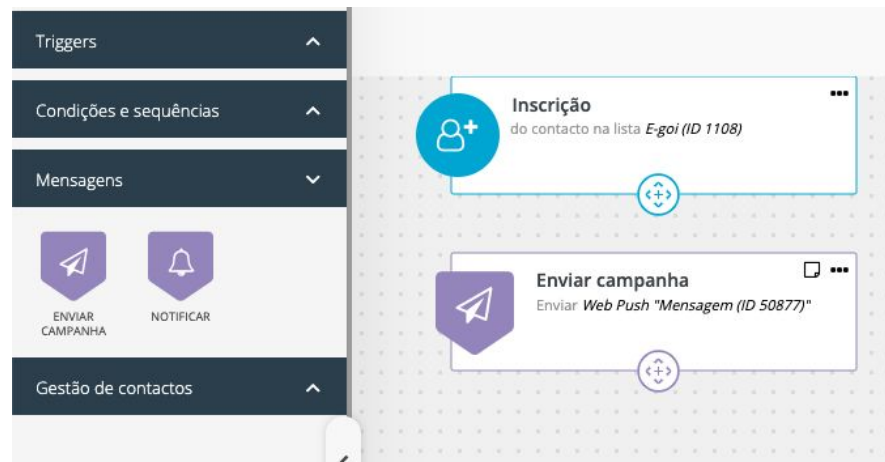 Triggers
Condições e sequências
Mensagens
ENVIAR
CAMPANHA
NOTIFICAR
Gestão de contactos
Inscrição
do contacto na lista E-goi (ID 1108)
Enviar campanha
Enviar Web Push "Mensagem (ID 50877)"